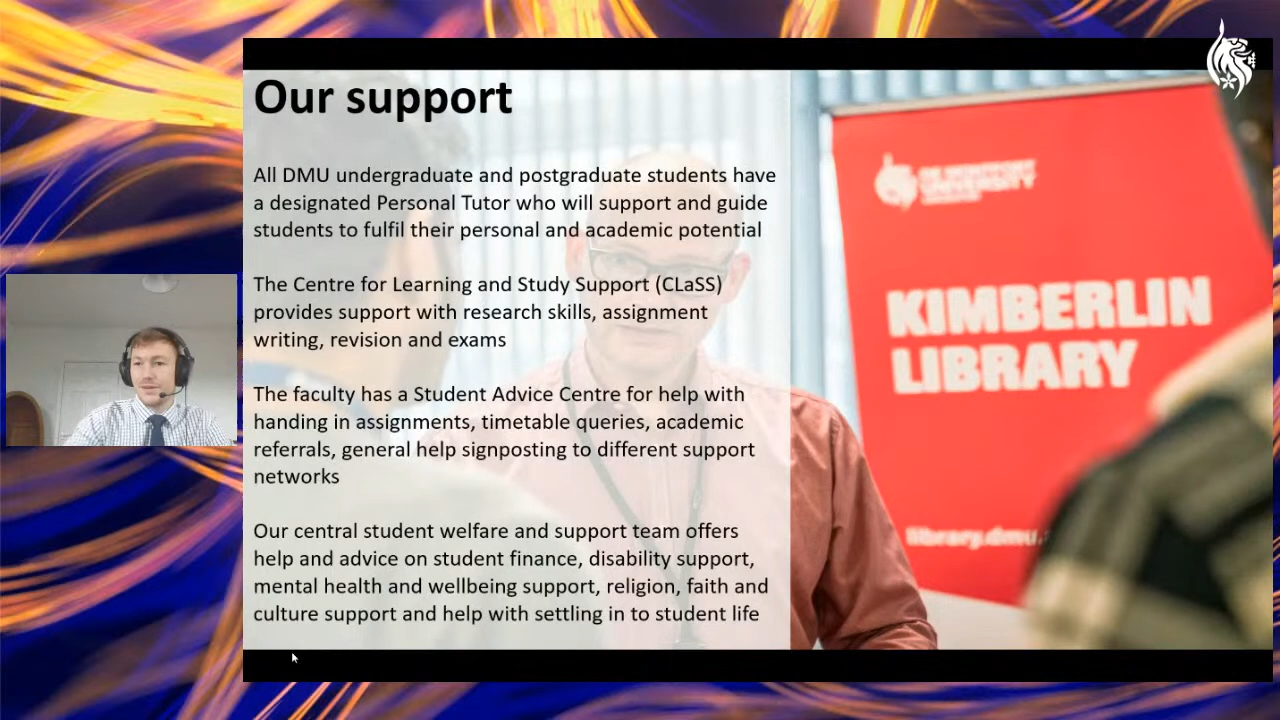 Our support
All DMU undergraduate and postgraduate students have
a designated Personal Tutor who will support and guide
students to fulfil their personal and academic potential
The Centre for Learning and Study Support (CLaSS)
provides support with research skills, assignment
writing, revision and exams
The faculty has a Student Advice Centre for help with
handing in assignments, timetable queries, academic
referrals, general help signposting to different support
networks
Our central student welfare and support team offers
help and advice on student finance, disability support,
mental health and wellbeing support, religion, faith and
culture support and help with settling in to student life
DE MONTFORT
UNIVERSITY
KIMBERLIN
LIBRARY
library.dmu.